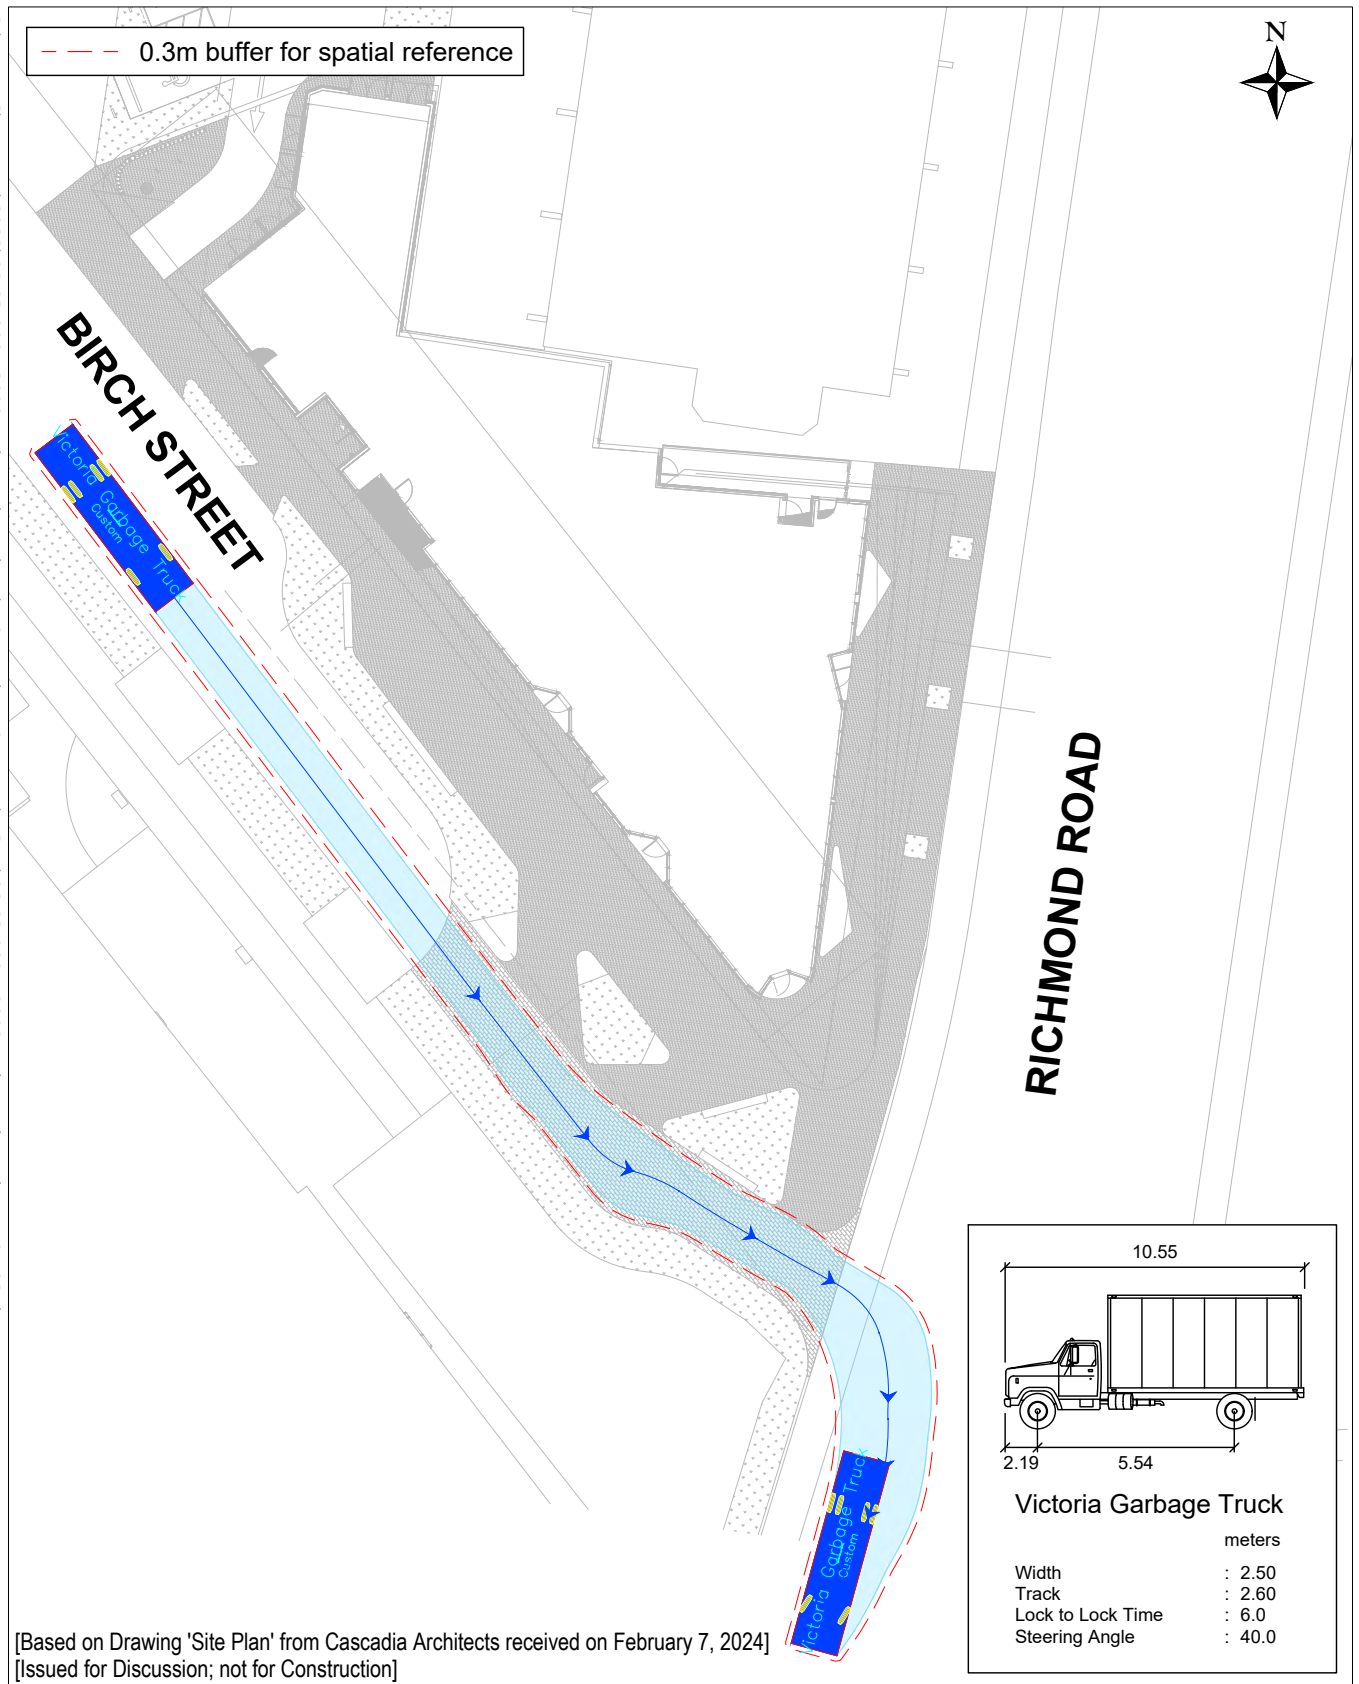 0.3m buffer for spatial reference
N
BIRCH STREET
Victoria Garbage Truck
Custom
RICHMOND ROAD
Victoria Garbage Truck
Custom
10.55
2.19
5.54
Victoria Garbage Truck
meters
Width : 2.50
Track : 2.60
Lock to Lock Time : 6.0
Steering Angle : 40.0
[Based on Drawing 'Site Plan' from Cascadia Architects received on February 7, 2024]
[Issued for Discussion; not for Construction]